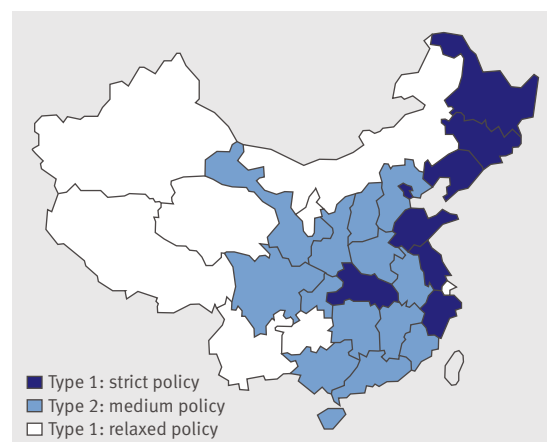 Type 1: strict policy
Type 2: medium policy
Type 1: relaxed policy